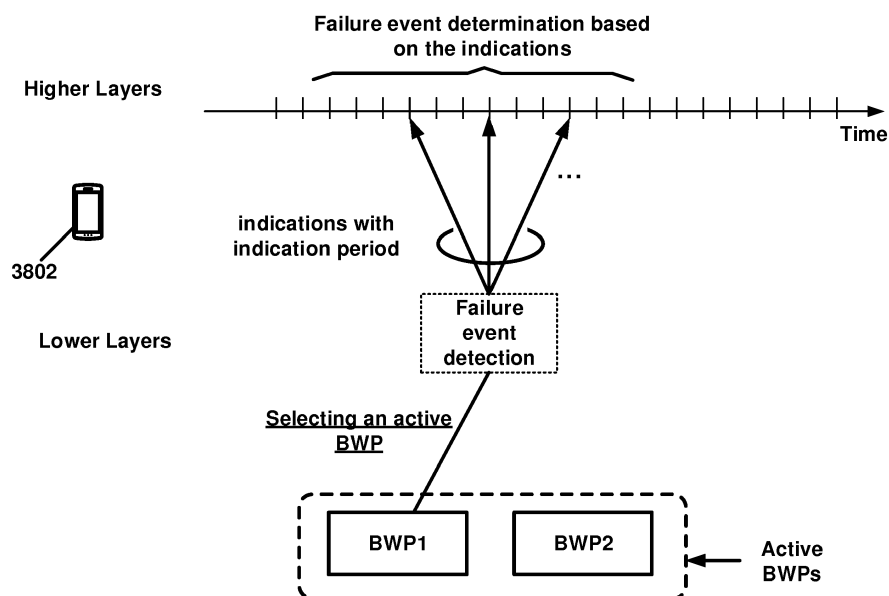 Failure event determination based
on the indications
Higher Layers
Time
...
indications with
indication period
3802
Failure
event
detection
Lower Layers
Selecting an active
BWP
BWP1
BWP2
Active
BWPs